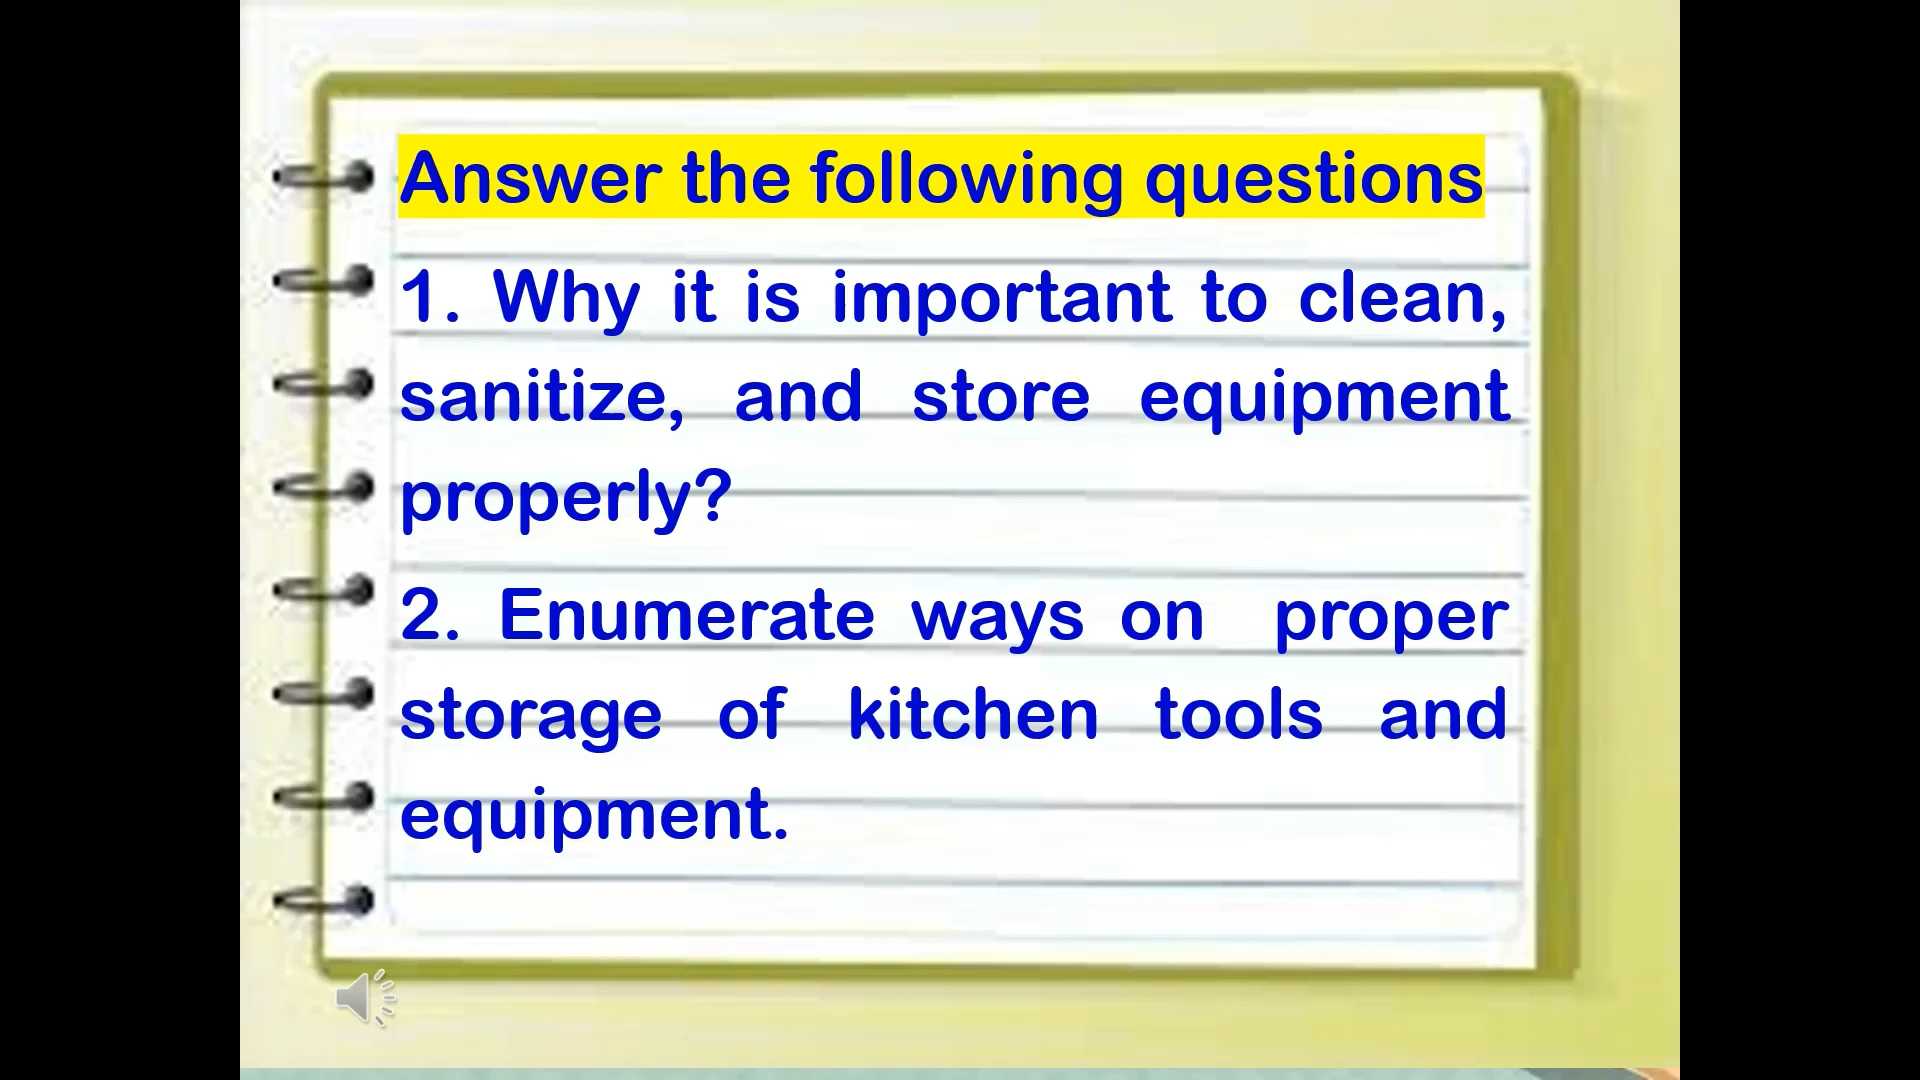 Answer the following questions
1. Why it is important to clean,
sanitize, and store equipment
properly?
2. Enumerate ways on proper
storage of kitchen tools and
equipment.